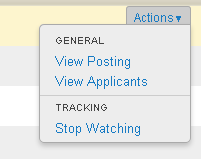 Actions ▾
GENERAL
View Posting
View Applicants
TRACKING
Stop Watching